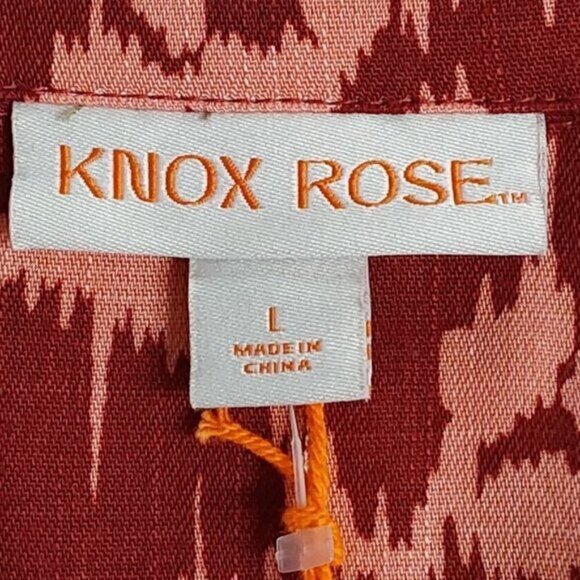 KNOX ROSE™
L
MADE IN
CHINA